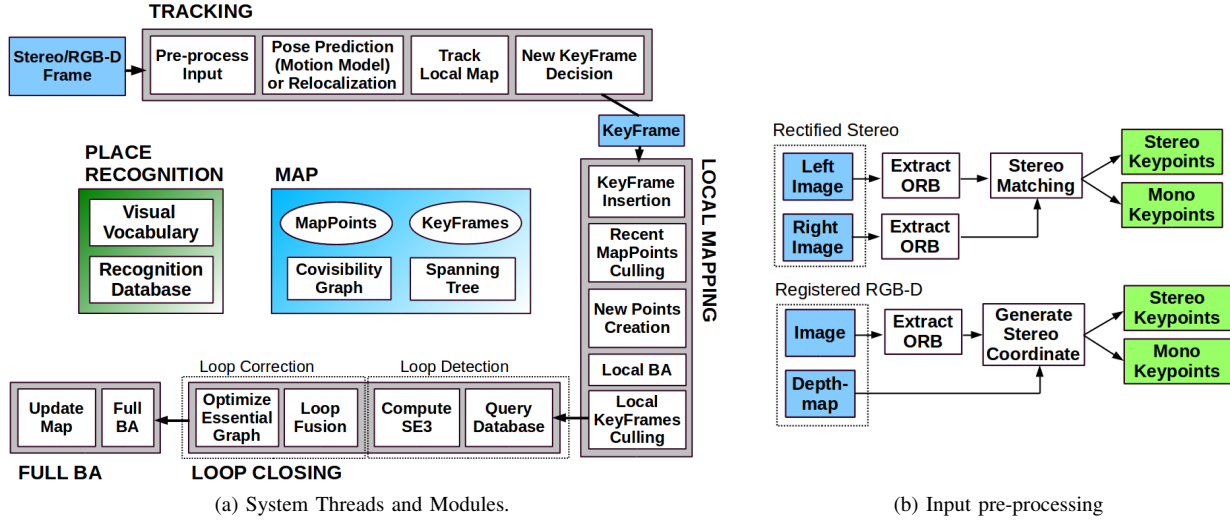 TRACKING
Stereo/RGB-D
Frame
Pre-process
Input
Pose Prediction
(Motion Model)
or Relocalization
Track
Local Map
New KeyFrame
Decision
KeyFrame
PLACE
RECOGNITION
Visual
Vocabulary
Recognition
Database
MAP
MapPoints
KeyFrames
Covisibility
Graph
Spanning
Tree
LOCAL MAPPING
KeyFrame
Insertion
Recent
MapPoints
Culling
New Points
Creation
Local BA
Local
KeyFrames
Culling
Loop Correction
Loop Detection
Optimize
Essential
Graph
Loop
Fusion
Compute
SE3
Query
Database
LOOP CLOSING
Update
Map
Full
BA
FULL BA
(a) System Threads and Modules.
Rectified Stereo
Left
Image
Right
Image
Extract
ORB
Extract
ORB
Stereo
Matching
Stereo
Keypoints
Mono
Keypoints
Registered RGB-D
Image
Depth-
map
Extract
ORB
Generate
Stereo
Coordinate
Stereo
Keypoints
Mono
Keypoints
(b) Input pre-processing